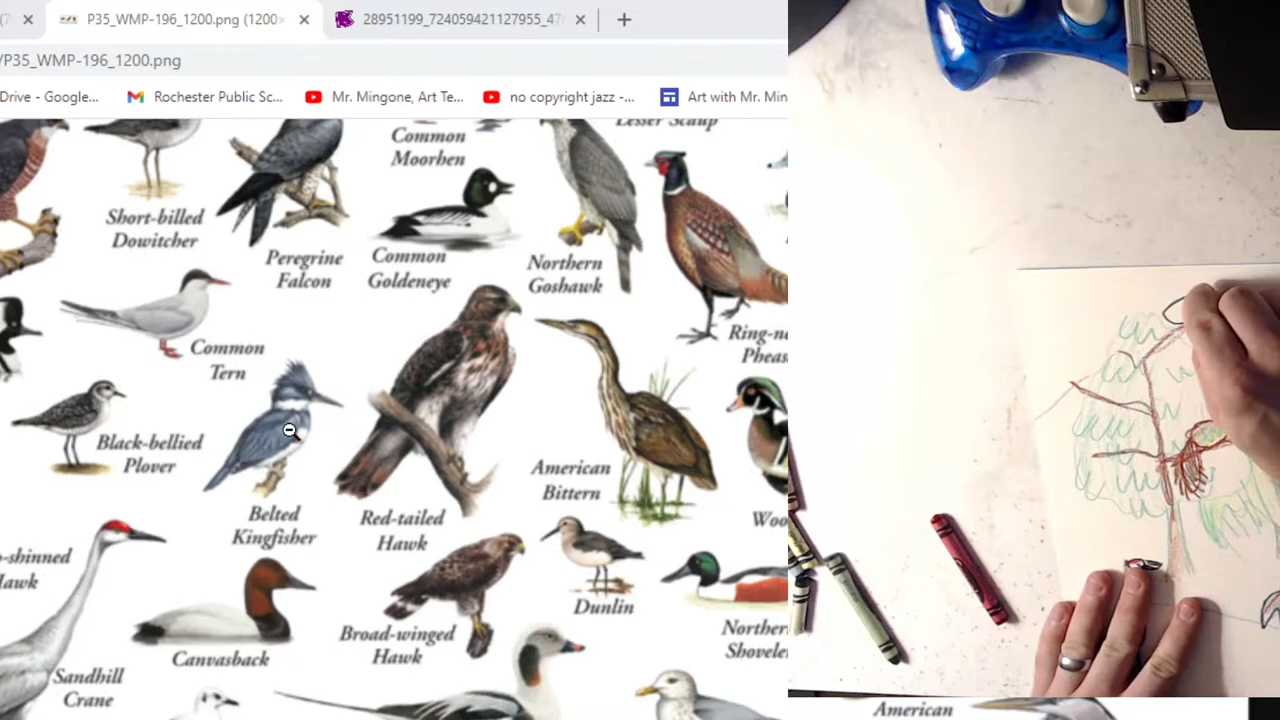 P35_WMP-196_1200.png (1200×
28951199_724059421127955_47
/P35_WMP-196_1200.png
Drive - Google...
Rochester Public Sc...
Mr. Mingone, Art Te...
no copyright jazz -...
Art with Mr. Min
Lesser Scaup
Common
Moorhen
Short-billed
Dowitcher
Peregrine
Falcon
Common
Goldeneye
Northern
Goshawk
Ring-ne
Pheas
Common
Tern
Black-bellied
Plover
American
Bittern
Belted
Kingfisher
Red-tailed
Hawk
Woo
-shinned
Hawk
Dunlin
Broad-winged
Hawk
Northern
Shoveler
Canvasback
Sandhill
Crane
American